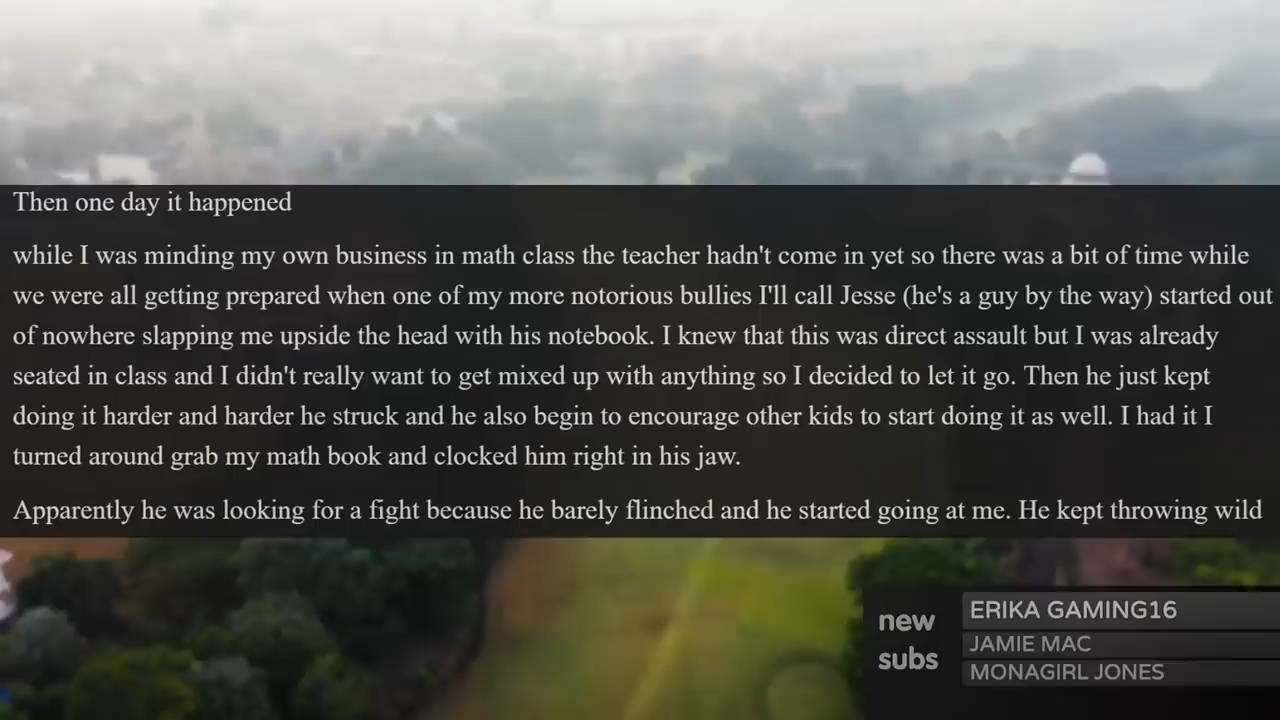 Then one day it happened
while I was minding my own business in math class the teacher hadn't come in yet so there was a bit of time while
we were all getting prepared when one of my more notorious bullies I'll call Jesse (he's a guy by the way) started out
of nowhere slapping me upside the head with his notebook. I knew that this was direct assault but I was already
seated in class and I didn't really want to get mixed up with anything so I decided to let it go. Then he just kept
doing it harder and harder he struck and he also begin to encourage other kids to start doing it as well. I had it I
turned around grab my math book and clocked him right in his jaw.
Apparently he was looking for a fight because he barely flinched and he started going at me. He kept throwing wild
new
subs
ERIKA GAMING16
JAMIE MAC
MONAGIRL JONES